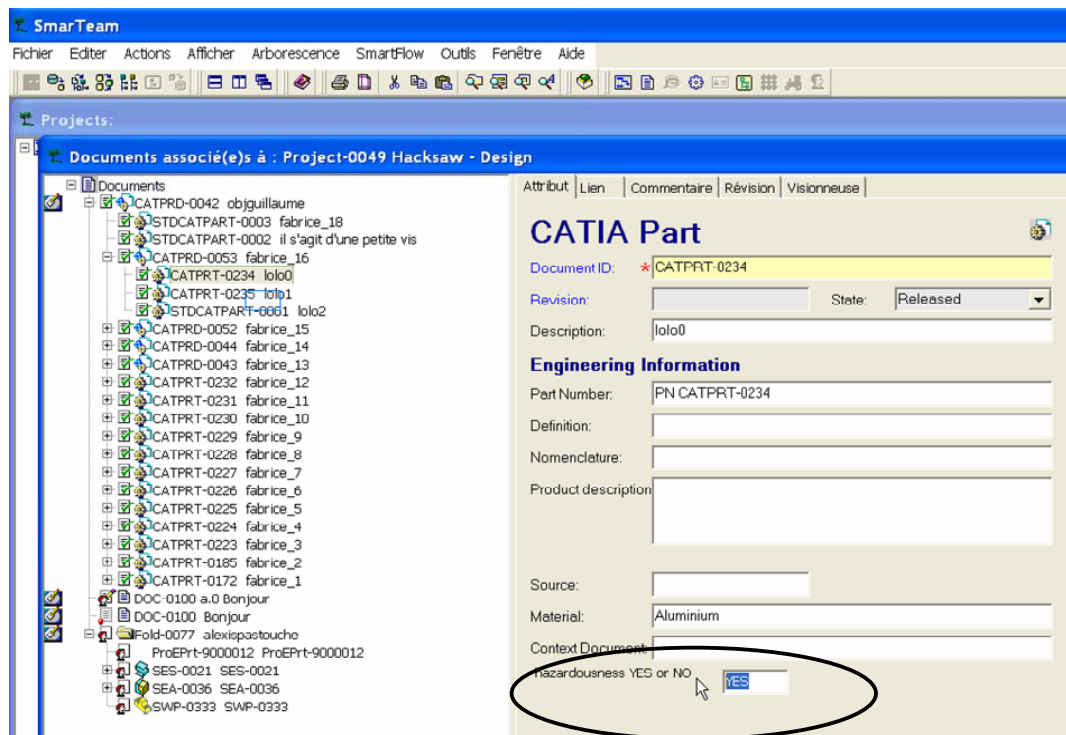 SmarTeam
Fichier Editer Actions Afficher Arborescence SmartFlow Outils Fenêtre Aide
Projects:
Documents associé(e)s à : Project-0049 Hacksaw - Design
Documents
CATPRD-0042 objguillaume
STDCATPART-0003 fabrice_18
STDCATPART-0002 il s'agit d'une petite vis
CATPRD-0053 fabrice_16
CATPRT-0234 lolo0
CATPRT-0235 lolo1
STDCATPART-0001 lolo2
CATPRD-0052 fabrice_15
CATPRD-0044 fabrice_14
CATPRD-0043 fabrice_13
CATPRT-0232 fabrice_12
CATPRT-0231 fabrice_11
CATPRT-0230 fabrice_10
CATPRT-0229 fabrice_9
CATPRT-0228 fabrice_8
CATPRT-0227 fabrice_7
CATPRT-0226 fabrice_6
CATPRT-0225 fabrice_5
CATPRT-0224 fabrice_4
CATPRT-0223 fabrice_3
CATPRT-0185 fabrice_2
CATPRT-0172 fabrice_1
DOC-0100 a.0 Bonjour
DOC-0100 Bonjour
Fold-0077 alexispastouche
ProEPrt-9000012 ProEPrt-9000012
SES-0021 SES-0021
SEA-0036 SEA-0036
SWP-0333 SWP-0333
Attribut Lien Commentaire Révision Visionneuse
CATIA Part
Document ID: * CATPRT-0234
Revision: State: Released
Description: lolo0
Engineering Information
Part Number: PN CATPRT-0234
Definition:
Nomenclature:
Product description
Source:
Material: Aluminium
Context Document:
hazardousness YES or NO YES